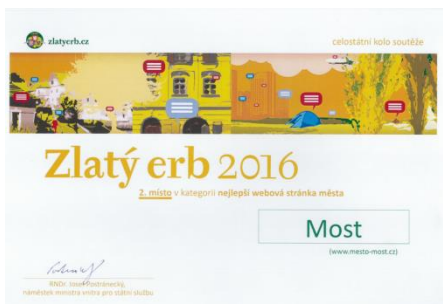 zlatyerb.cz
celostátní kolo soutěže
Zlatý erb 2016
2. místo v kategorii nejlepší webová stránka města
Most
(www.mesto-most.cz)
RNDr. Josef Postránecký,
náměstek ministra vnitra pro státní službu